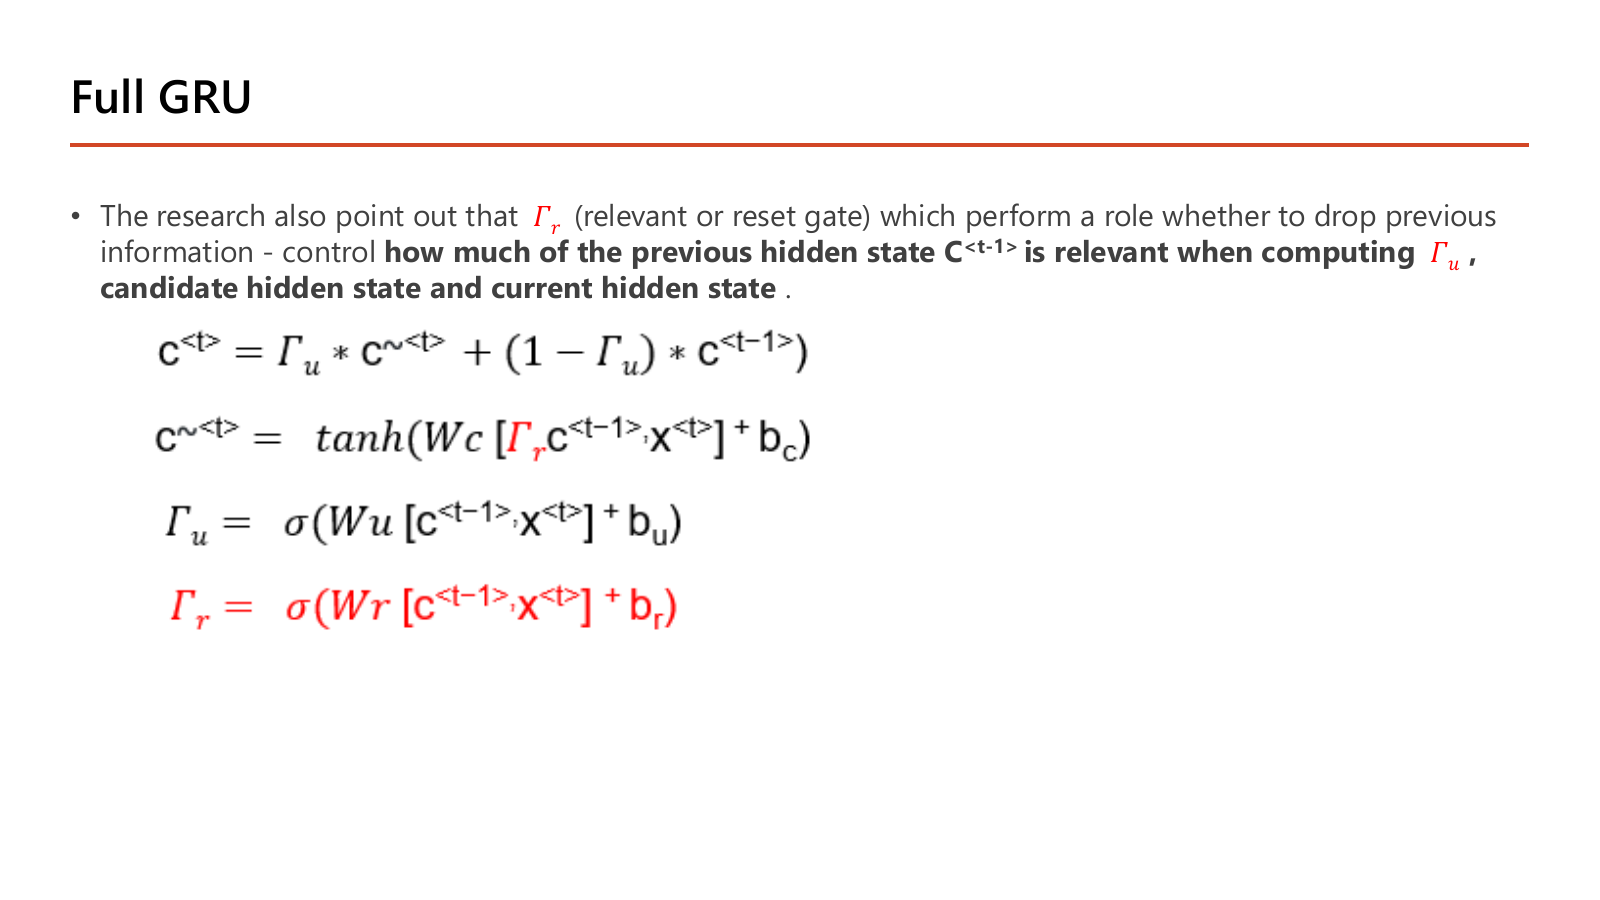 Full GRU
• The research also point out that Γr (relevant or reset gate) which perform a role whether to drop previous
information - control how much of the previous hidden state C<t-1> is relevant when computing Γu ,
candidate hidden state and current hidden state .
c<t> = Γu * c~<t> + (1 − Γu) * c<t−1>)
c~<t> = tanh(Wc [Γrc<t−1>,x<t>] + bc)
Γu = σ(Wu [c<t−1>,x<t>] + bu)
Γr = σ(Wr [c<t−1>,x<t>] + br)